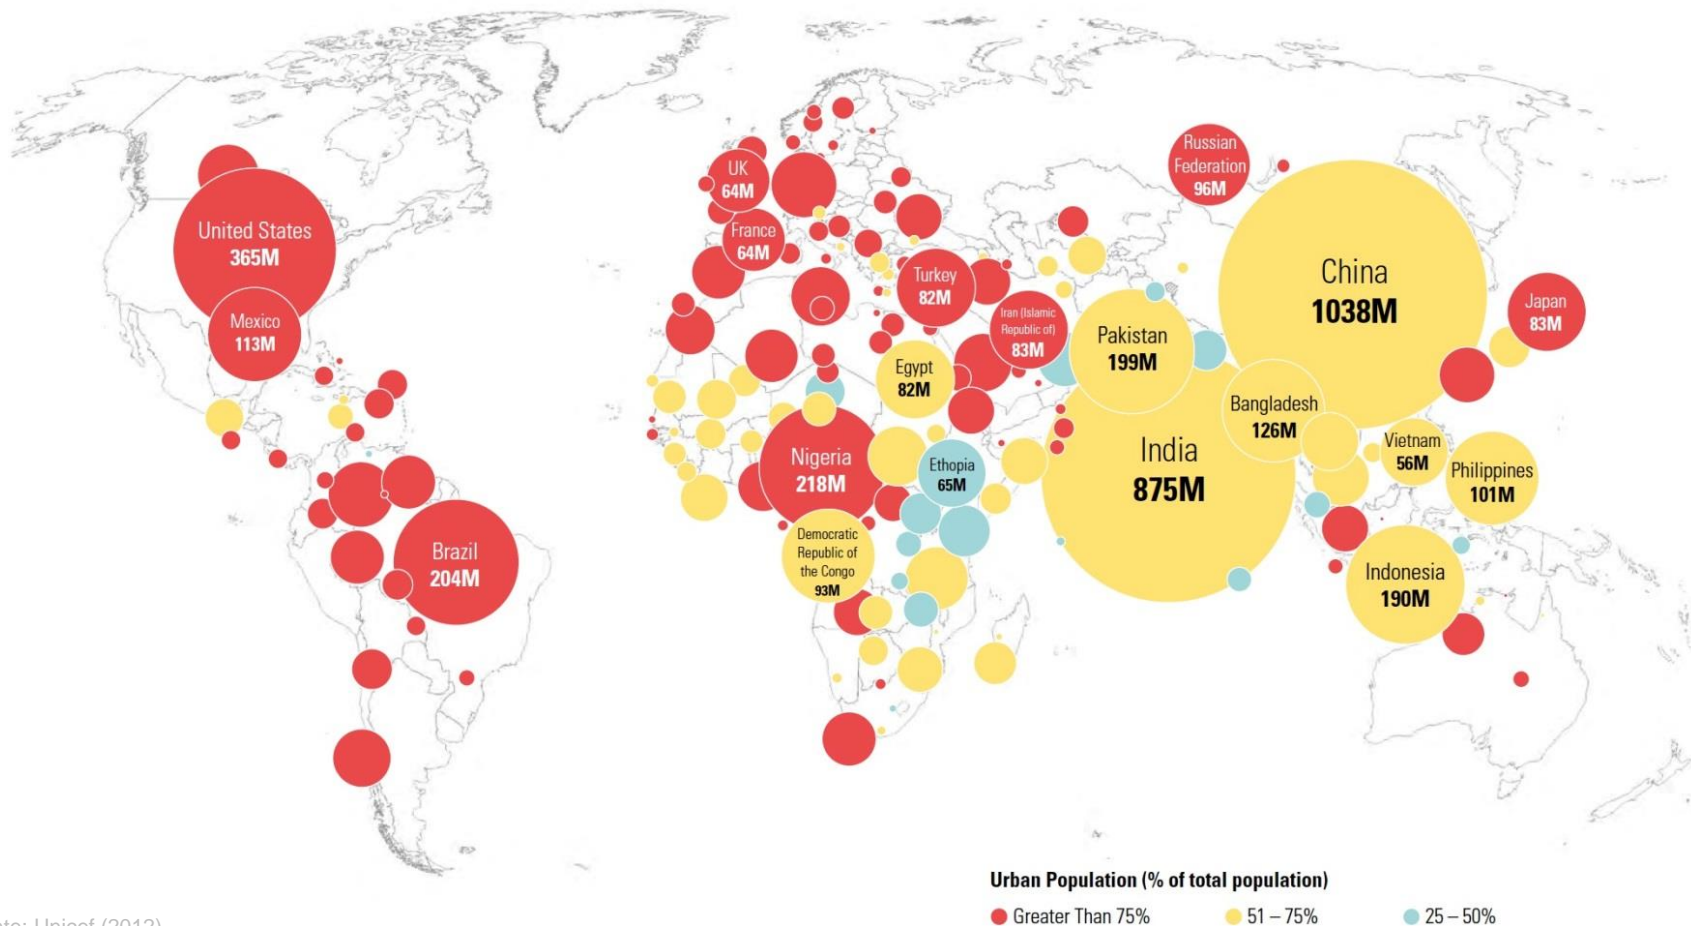 Russian
Federation
96M
UK
64M
United States
365M
France
64M
China
1038M
Turkey
82M
Mexico
113M
Iran (Islamic
Republic of)
83M
Japan
83M
Pakistan
199M
Egypt
82M
Bangladesh
126M
India
875M
Nigeria
218M
Ethopia
65M
Vietnam
56M
Philippines
101M
Democratic
Republic of
the Congo
93M
Brazil
204M
Indonesia
190M
Urban Population (% of total population)
Greater Than 75%
51 – 75%
25 – 50%
Unicef (2012)